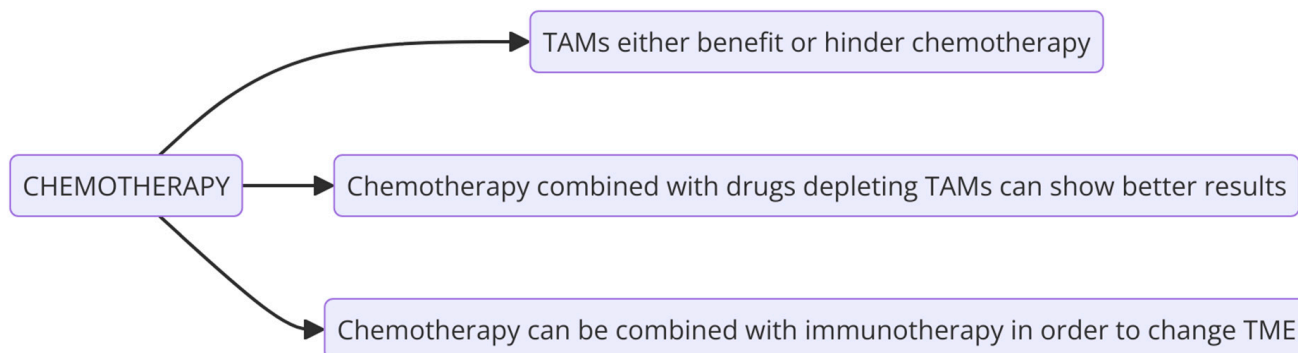 TAMs either benefit or hinder chemotherapy
CHEMOTHERAPY
Chemotherapy combined with drugs depleting TAMs can show better results
Chemotherapy can be combined with immunotherapy in order to change TME